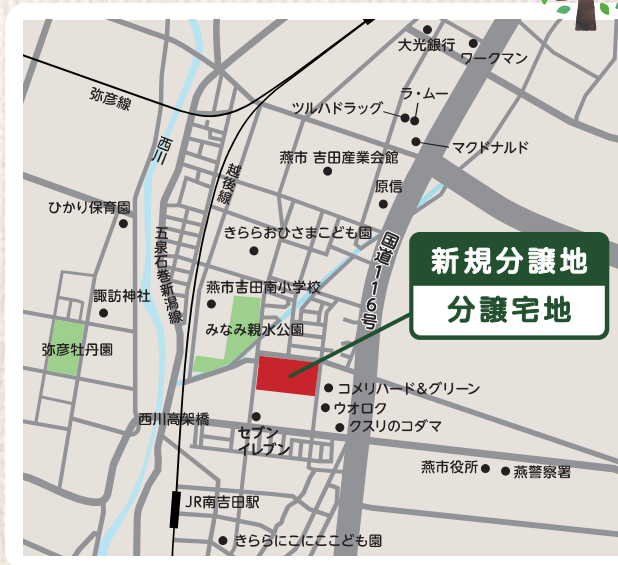 大光銀行
ワークマン
弥彦線
ラ・ムー
ツルハドラッグ
西川
マクドナルド
燕市 吉田産業会館
越後線
原信
ひかり保育園
きららおひさまこども園
五泉石巻新潟線
国道116号
新規分譲地
分譲宅地
燕市吉田南小学校
諏訪神社
みなみ親水公園
弥彦牡丹園
コメリハード&グリーン
ウオロク
西川高架橋
セブン
イレブン
クスリのコダマ
燕市役所
燕警察署
JR南吉田駅
きららにこにここども園